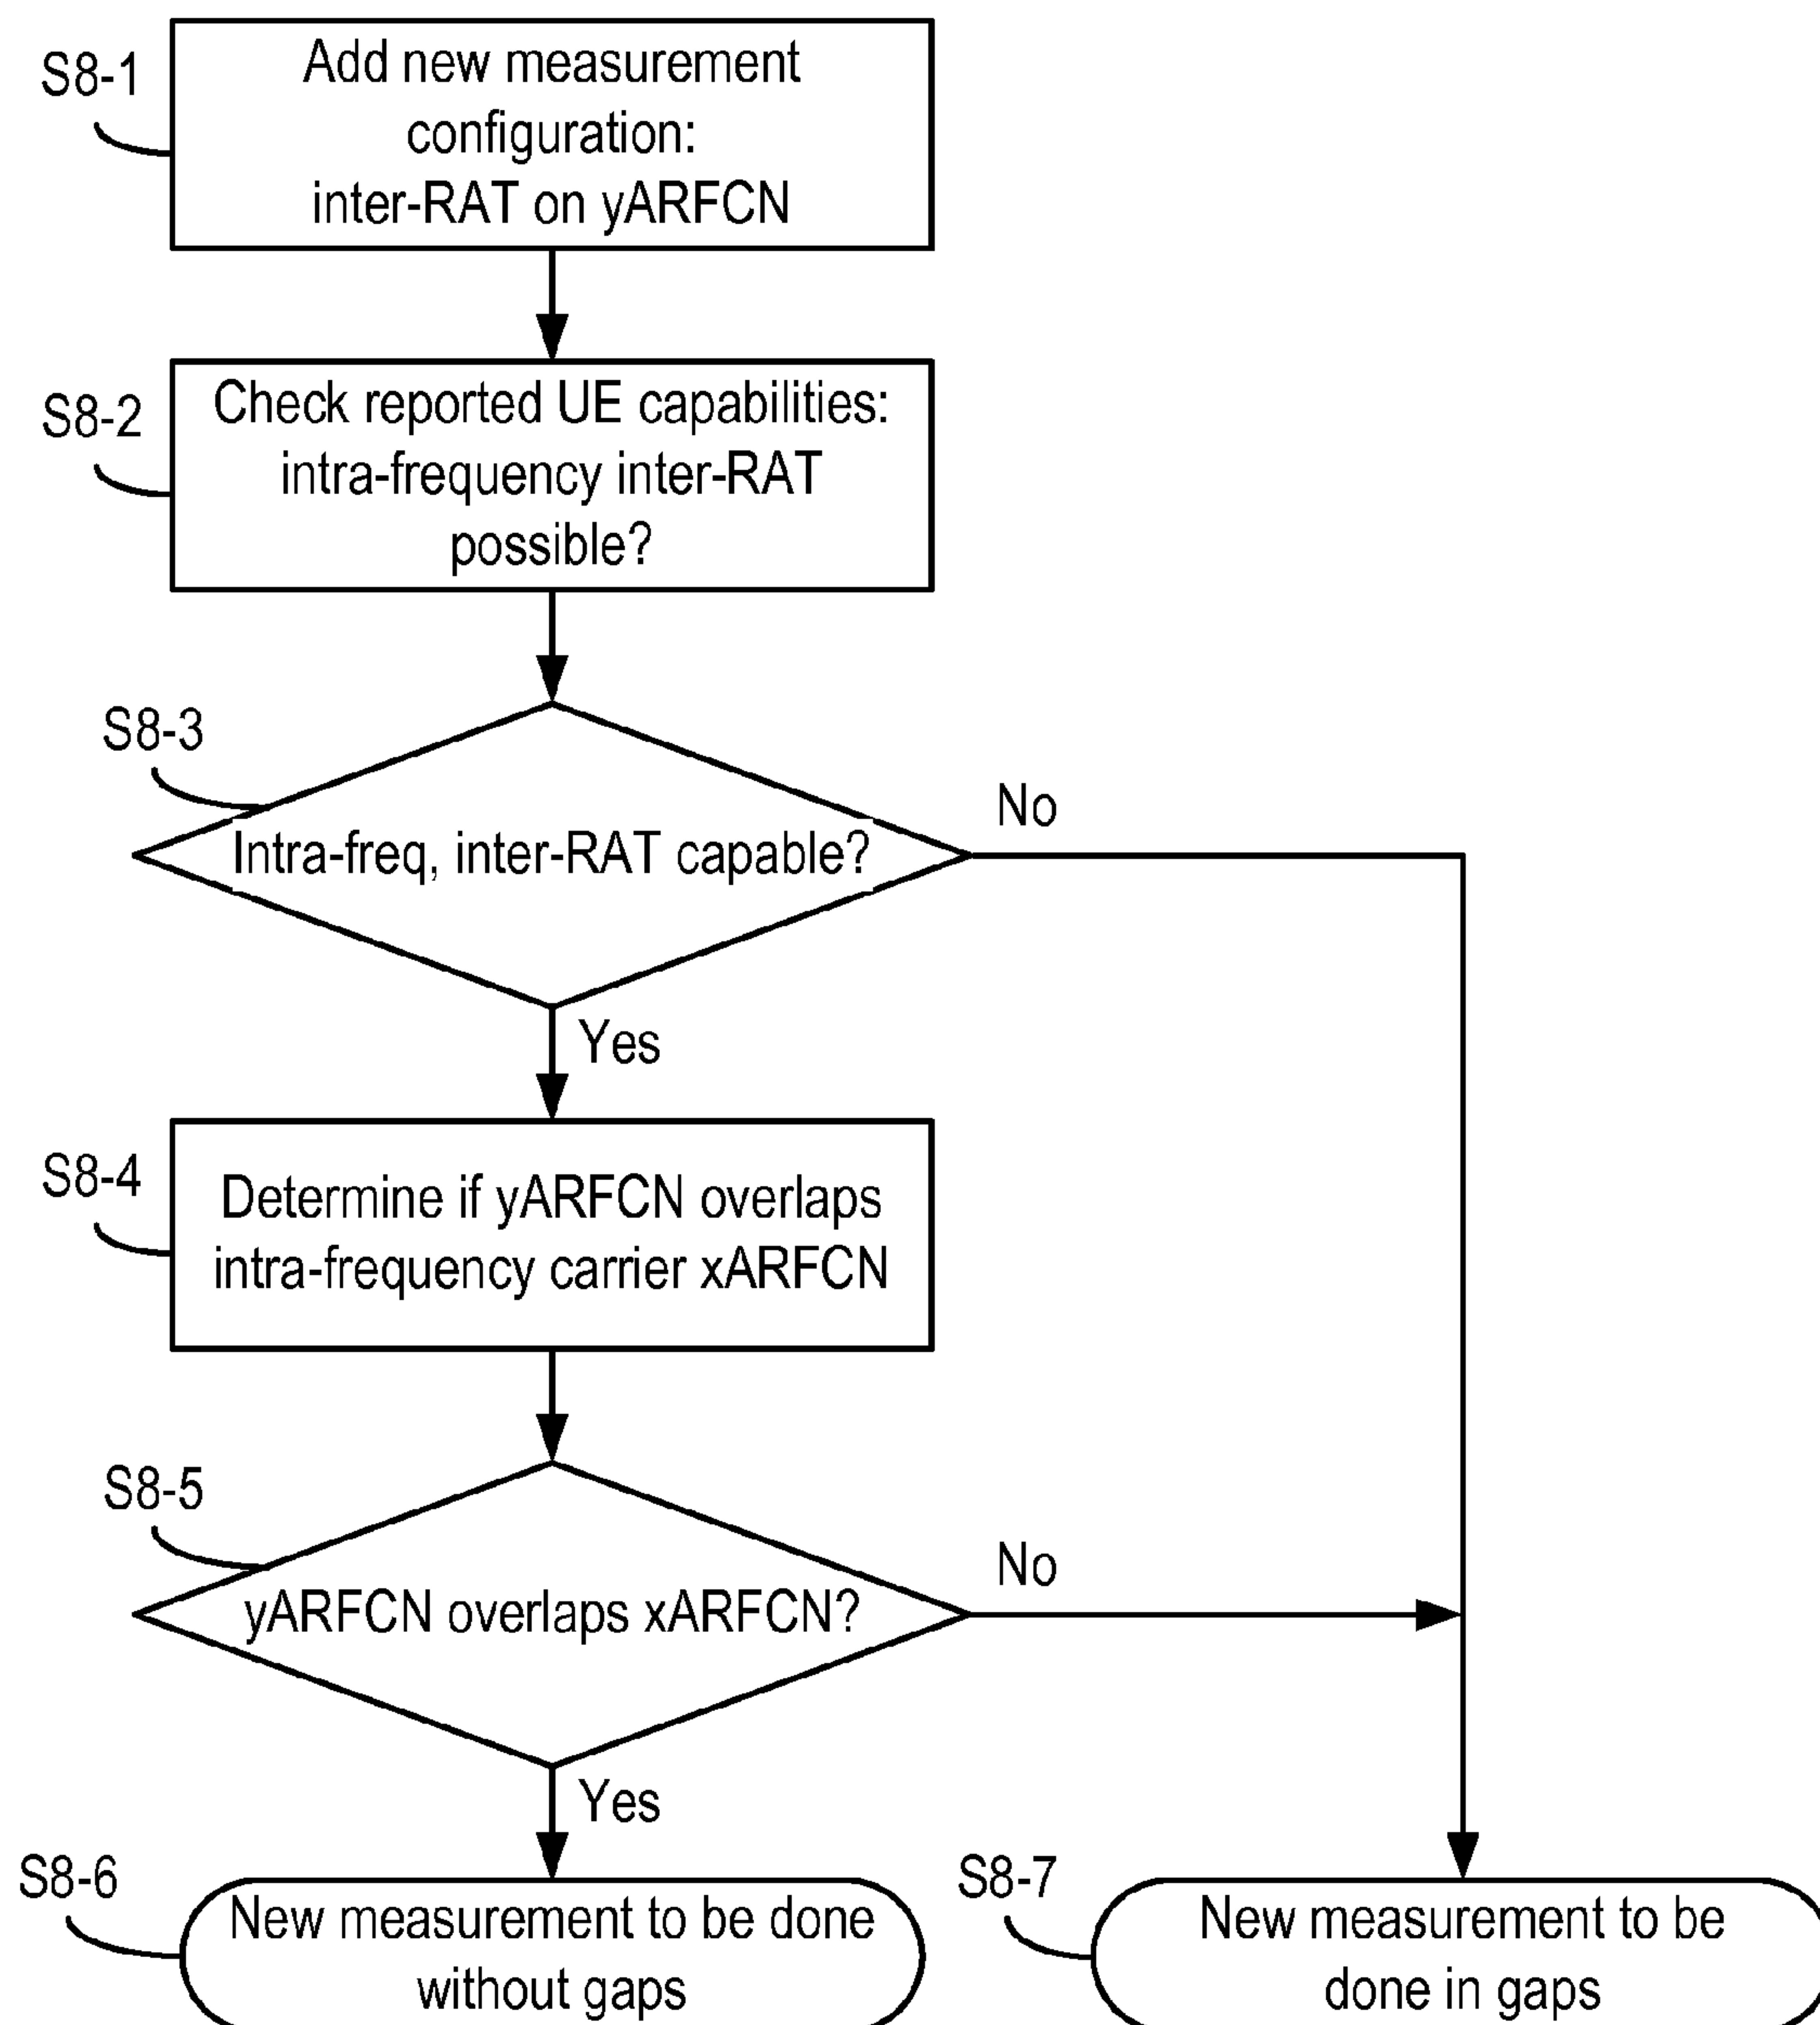 S8-1
Add new measurement
configuration:
inter-RAT on yARFCN
S8-2
Check reported UE capabilities:
intra-frequency inter-RAT
possible?
S8-3
Intra-freq, inter-RAT capable?
No
Yes
S8-4
Determine if yARFCN overlaps
intra-frequency carrier xARFCN
S8-5
yARFCN overlaps xARFCN?
No
Yes
S8-6
New measurement to be done
without gaps
S8-7
New measurement to be
done in gaps